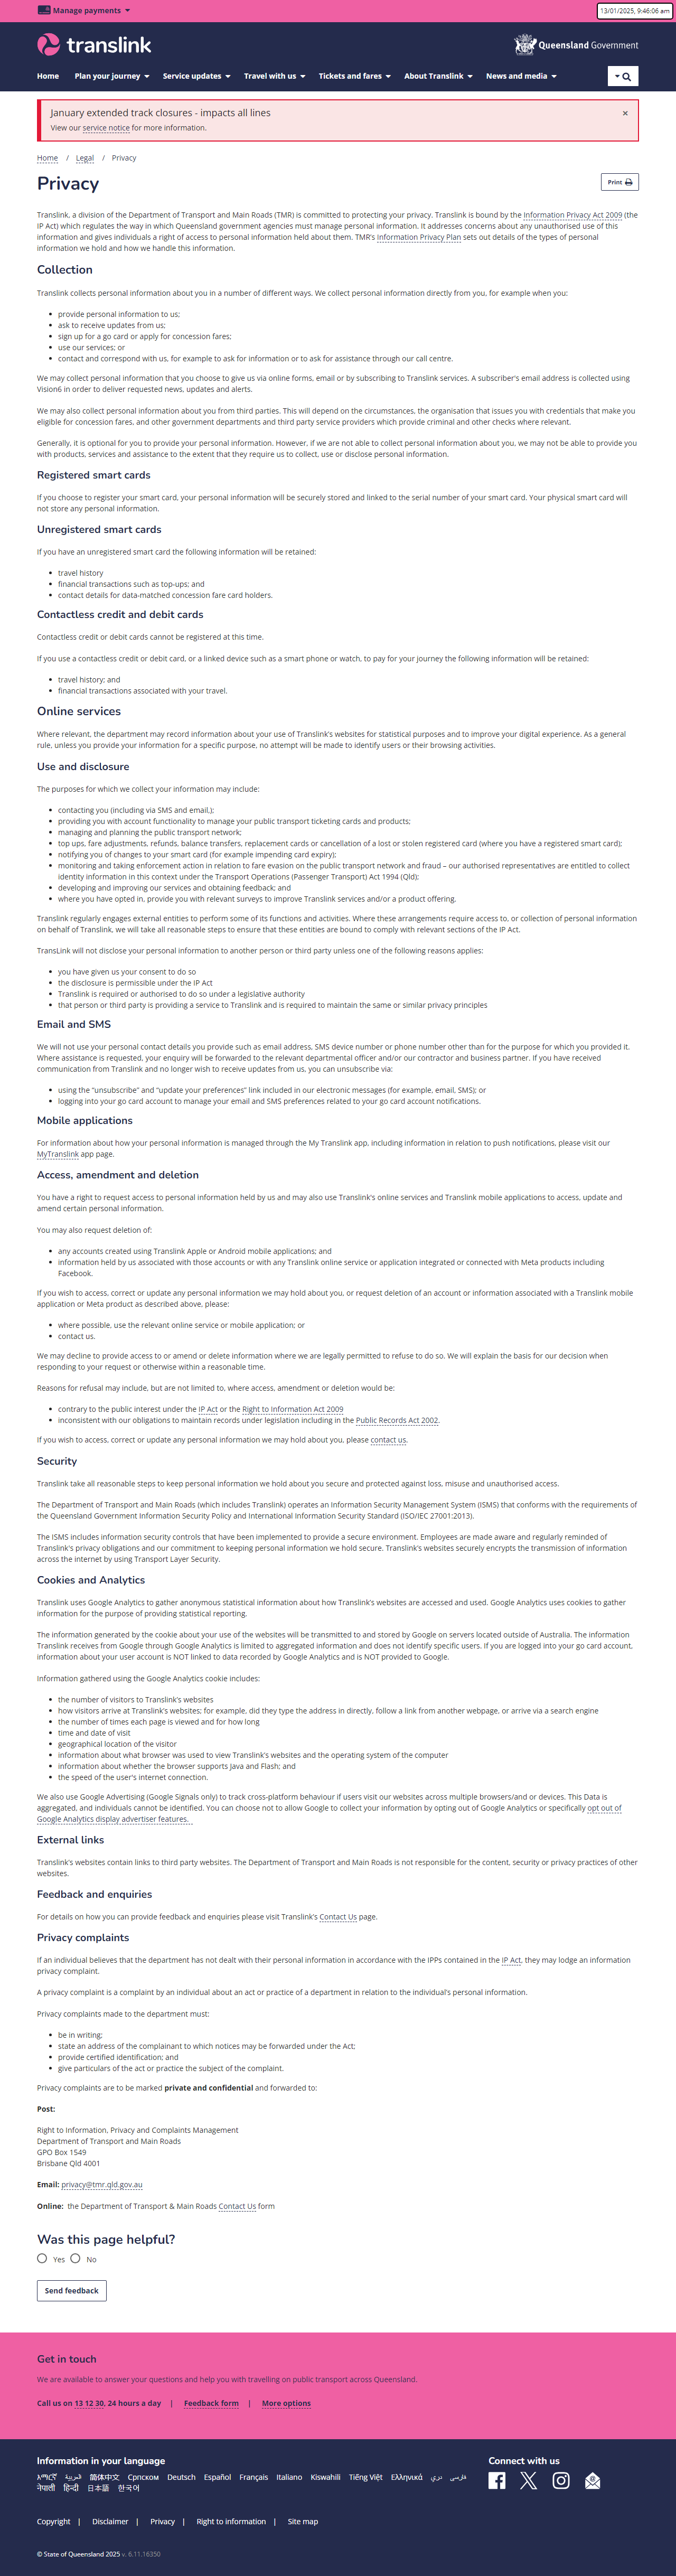 Manage payments
13/01/2025, 9:46:06 am
translink
Queensland Government
Home Plan your journey Service updates Travel with us Tickets and fares About Translink News and media
January extended track closures - impacts all lines ×
View our service notice for more information.
Home / Legal / Privacy
Privacy
Print
Translink, a division of the Department of Transport and Main Roads (TMR) is committed to protecting your privacy. Translink is bound by the Information Privacy Act 2009 (the
IP Act) which regulates the way in which Queensland government agencies must manage personal information. It addresses concerns about any unauthorised use of this
information and gives individuals a right of access to personal information held about them. TMR's Information Privacy Plan sets out details of the types of personal
information we hold and how we handle this information.
Collection
Translink collects personal information about you in a number of different ways. We collect personal information directly from you, for example when you:
• provide personal information to us;
• ask to receive updates from us;
• sign up for a go card or apply for concession fares;
• use our services; or
• contact and correspond with us, for example to ask for information or to ask for assistance through our call centre.
We may collect personal information that you choose to give us via online forms, email or by subscribing to Translink services. A subscriber's email address is collected using
Vision6 in order to deliver requested news, updates and alerts.
We may also collect personal information about you from third parties. This will depend on the circumstances, the organisation that issues you with credentials that make you
eligible for concession fares, and other government departments and third party service providers which provide criminal and other checks where relevant.
Generally, it is optional for you to provide your personal information. However, if we are not able to collect personal information about you, we may not be able to provide you
with products, services and assistance to the extent that they require us to collect, use or disclose personal information.
Registered smart cards
If you choose to register your smart card, your personal information will be securely stored and linked to the serial number of your smart card. Your physical smart card will
not store any personal information.
Unregistered smart cards
If you have an unregistered smart card the following information will be retained:
• travel history
• financial transactions such as top-ups; and
• contact details for data-matched concession fare card holders.
Contactless credit and debit cards
Contactless credit or debit cards cannot be registered at this time.
If you use a contactless credit or debit card, or a linked device such as a smart phone or watch, to pay for your journey the following information will be retained:
• travel history; and
• financial transactions associated with your travel.
Online services
Where relevant, the department may record information about your use of Translink's websites for statistical purposes and to improve your digital experience. As a general
rule, unless you provide your information for a specific purpose, no attempt will be made to identify users or their browsing activities.
Use and disclosure
The purposes for which we collect your information may include:
• contacting you (including via SMS and email,);
• providing you with account functionality to manage your public transport ticketing cards and products;
• managing and planning the public transport network;
• top ups, fare adjustments, refunds, balance transfers, replacement cards or cancellation of a lost or stolen registered card (where you have a registered smart card);
• notifying you of changes to your smart card (for example impending card expiry);
• monitoring and taking enforcement action in relation to fare evasion on the public transport network and fraud – our authorised representatives are entitled to collect
identity information in this context under the Transport Operations (Passenger Transport) Act 1994 (Qld);
• developing and improving our services and obtaining feedback; and
• where you have opted in, provide you with relevant surveys to improve Translink services and/or a product offering.
Translink regularly engages external entities to perform some of its functions and activities. Where these arrangements require access to, or collection of personal information
on behalf of Translink, we will take all reasonable steps to ensure that these entities are bound to comply with relevant sections of the IP Act.
TransLink will not disclose your personal information to another person or third party unless one of the following reasons applies:
• you have given us your consent to do so
• the disclosure is permissible under the IP Act
• Translink is required or authorised to do so under a legislative authority
• that person or third party is providing a service to Translink and is required to maintain the same or similar privacy principles
Email and SMS
We will not use your personal contact details you provide such as email address, SMS device number or phone number other than for the purpose for which you provided it.
Where assistance is requested, your enquiry will be forwarded to the relevant departmental officer and/or our contractor and business partner. If you have received
communication from Translink and no longer wish to receive updates from us, you can unsubscribe via:
• using the "unsubscribe" and "update your preferences" link included in our electronic messages (for example, email, SMS); or
• logging into your go card account to manage your email and SMS preferences related to your go card account notifications.
Mobile applications
For information about how your personal information is managed through the My Translink app, including information in relation to push notifications, please visit our
MyTranslink app page.
Access, amendment and deletion
You have a right to request access to personal information held by us and may also use Translink's online services and Translink mobile applications to access, update and
amend certain personal information.
You may also request deletion of:
• any accounts created using Translink Apple or Android mobile applications; and
• information held by us associated with those accounts or with any Translink online service or application integrated or connected with Meta products including
Facebook.
If you wish to access, correct or update any personal information we may hold about you, or request deletion of an account or information associated with a Translink mobile
application or Meta product as described above, please:
• where possible, use the relevant online service or mobile application; or
• contact us.
We may decline to provide access to or amend or delete information where we are legally permitted to refuse to do so. We will explain the basis for our decision when
responding to your request or otherwise within a reasonable time.
Reasons for refusal may include, but are not limited to, where access, amendment or deletion would be:
• contrary to the public interest under the IP Act or the Right to Information Act 2009
• inconsistent with our obligations to maintain records under legislation including in the Public Records Act 2002.
If you wish to access, correct or update any personal information we may hold about you, please contact us.
Security
Translink take all reasonable steps to keep personal information we hold about you secure and protected against loss, misuse and unauthorised access.
The Department of Transport and Main Roads (which includes Translink) operates an Information Security Management System (ISMS) that conforms with the requirements of
the Queensland Government Information Security Policy and International Information Security Standard (ISO/IEC 27001:2013).
The ISMS includes information security controls that have been implemented to provide a secure environment. Employees are made aware and regularly reminded of
Translink's privacy obligations and our commitment to keeping personal information we hold secure. Translink's websites securely encrypts the transmission of information
across the internet by using Transport Layer Security.
Cookies and Analytics
Translink uses Google Analytics to gather anonymous statistical information about how Translink's websites are accessed and used. Google Analytics uses cookies to gather
information for the purpose of providing statistical reporting.
The information generated by the cookie about your use of the websites will be transmitted to and stored by Google on servers located outside of Australia. The information
Translink receives from Google through Google Analytics is limited to aggregated information and does not identify specific users. If you are logged into your go card account,
information about your user account is NOT linked to data recorded by Google Analytics and is NOT provided to Google.
Information gathered using the Google Analytics cookie includes:
• the number of visitors to Translink's websites
• how visitors arrive at Translink's websites; for example, did they type the address in directly, follow a link from another webpage, or arrive via a search engine
• the number of times each page is viewed and for how long
• time and date of visit
• geographical location of the visitor
• information about what browser was used to view Translink's websites and the operating system of the computer
• information about whether the browser supports Java and Flash; and
• the speed of the user's internet connection.
We also use Google Advertising (Google Signals only) to track cross-platform behaviour if users visit our websites across multiple browsers/and or devices. This Data is
aggregated, and individuals cannot be identified. You can choose not to allow Google to collect your information by opting out of Google Analytics or specifically opt out of
Google Analytics display advertiser features.
External links
Translink's websites contain links to third party websites. The Department of Transport and Main Roads is not responsible for the content, security or privacy practices of other
websites.
Feedback and enquiries
For details on how you can provide feedback and enquiries please visit Translink's Contact Us page.
Privacy complaints
If an individual believes that the department has not dealt with their personal information in accordance with the IPPs contained in the IP Act, they may lodge an information
privacy complaint.
A privacy complaint is a complaint by an individual about an act or practice of a department in relation to the individual's personal information.
Privacy complaints made to the department must:
• be in writing;
• state an address of the complainant to which notices may be forwarded under the Act;
• provide certified identification; and
• give particulars of the act or practice the subject of the complaint.
Privacy complaints are to be marked private and confidential and forwarded to:
Post:
Right to Information, Privacy and Complaints Management
Department of Transport and Main Roads
GPO Box 1549
Brisbane Qld 4001
Email: privacy@tmr.qld.gov.au
Online: the Department of Transport & Main Roads Contact Us form
Was this page helpful?
Yes No
Send feedback
Get in touch
We are available to answer your questions and help you with travelling on public transport across Queensland.
Call us on 13 12 30, 24 hours a day | Feedback form | More options
Information in your language
አማርኛ العربية 简体中文 Српском Deutsch Español Français Italiano Kiswahili Tiếng Việt Ελληνικά دری فارسی
नेपाली हिन्दी 日本語 한국어
Connect with us
Copyright | Disclaimer | Privacy | Right to information | Site map
© State of Queensland 2025 v. 6.11.16350